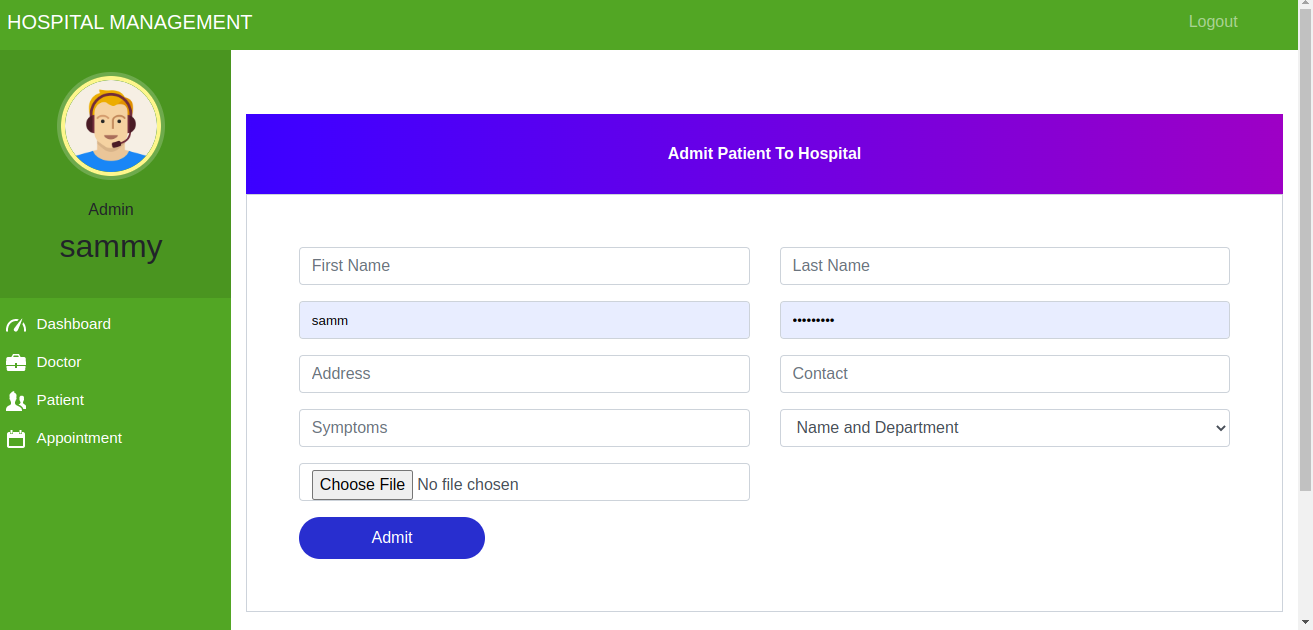 HOSPITAL MANAGEMENT
Logout
Admin
sammy
Dashboard
Doctor
Patient
Appointment
Admit Patient To Hospital
First Name
Last Name
samm
•••••••••
Address
Contact
Symptoms
Name and Department
Choose File No file chosen
Admit